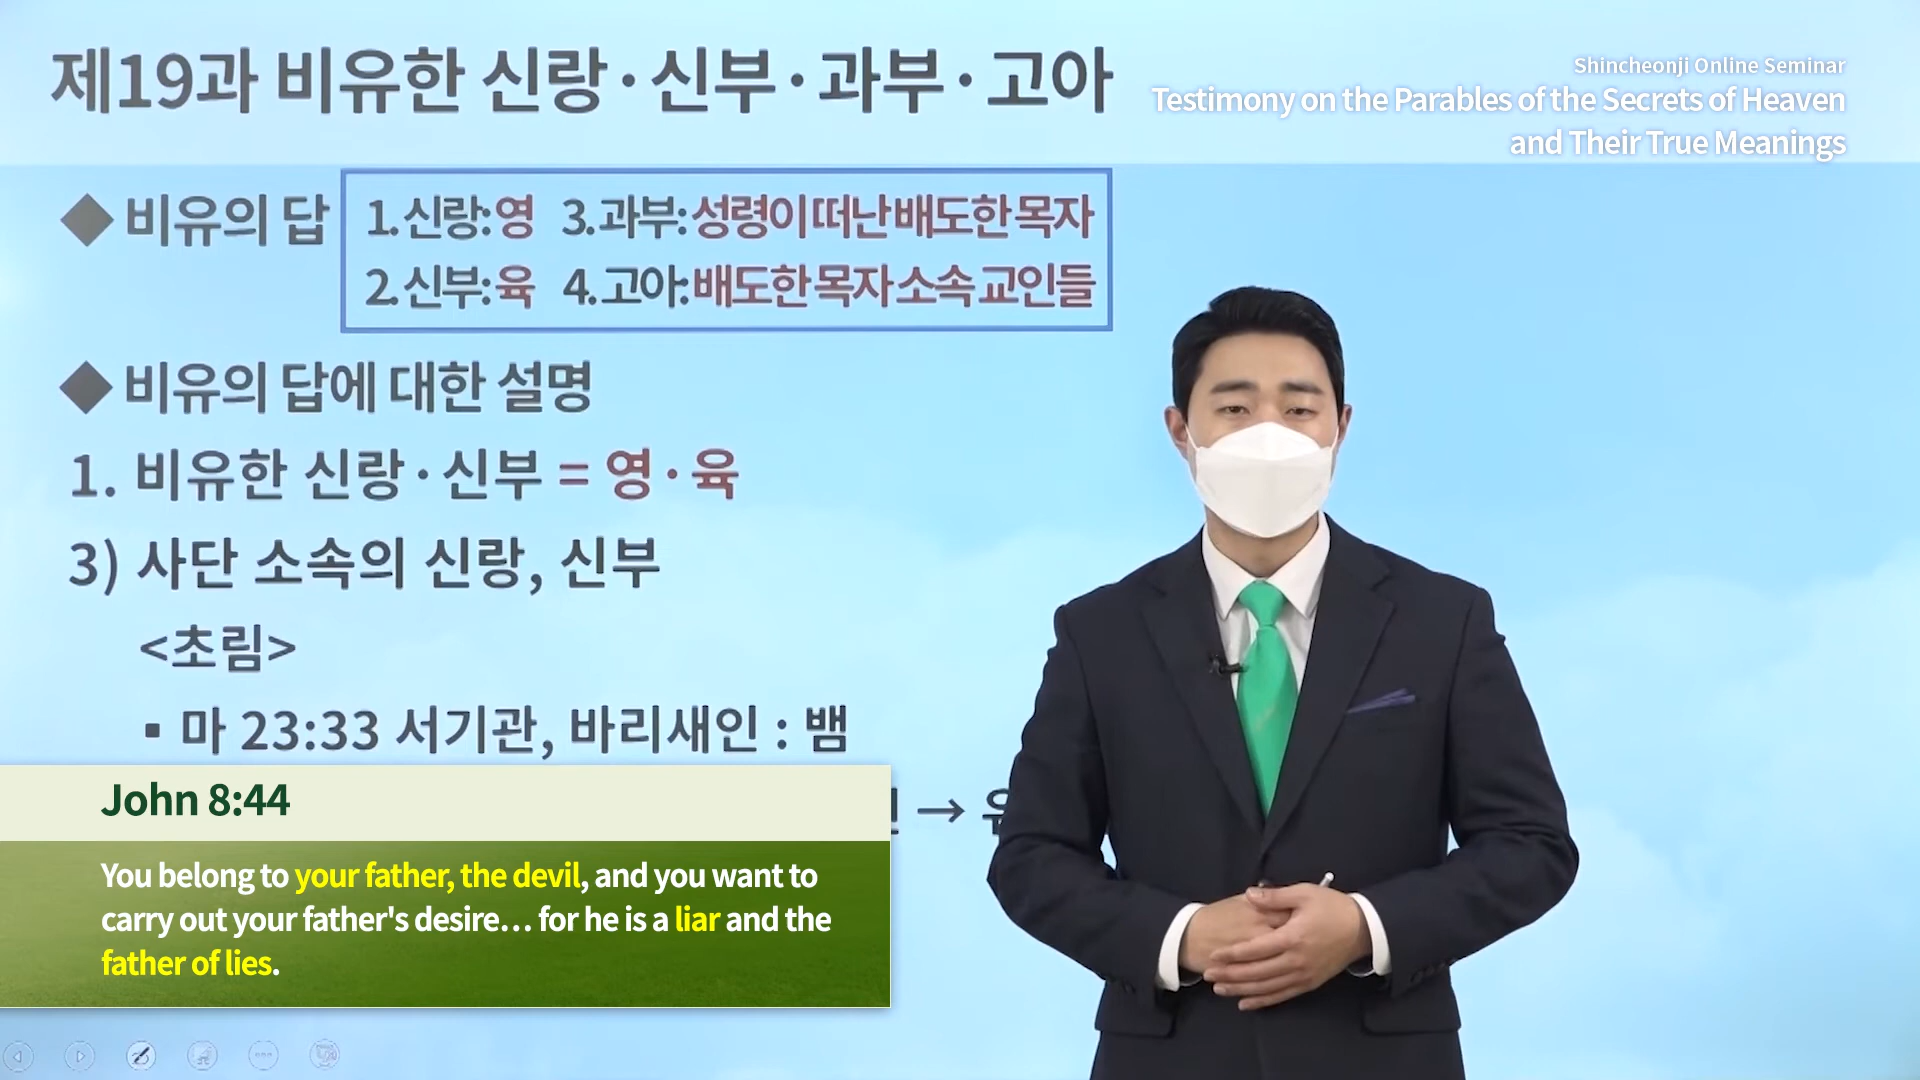 제19과 비유한 신랑·신부·과부·고아
Shincheonji Online Seminar
Testimony on the Parables of the Secrets of Heaven
and Their True Meanings
◆ 비유의 답
1. 신랑: 영 3. 과부: 성령이 떠난 배도한 목자
2. 신부: 육 4. 고아: 배도한 목자 소속 교인들
◆ 비유의 답에 대한 설명
1. 비유한 신랑·신부 = 영·육
3) 사단 소속의 신랑, 신부
<초림>
▪ 마 23:33 서기관, 바리새인 : 뱀
→
John 8:44
You belong to your father, the devil, and you want to
carry out your father's desire… for he is a liar and the
father of lies.